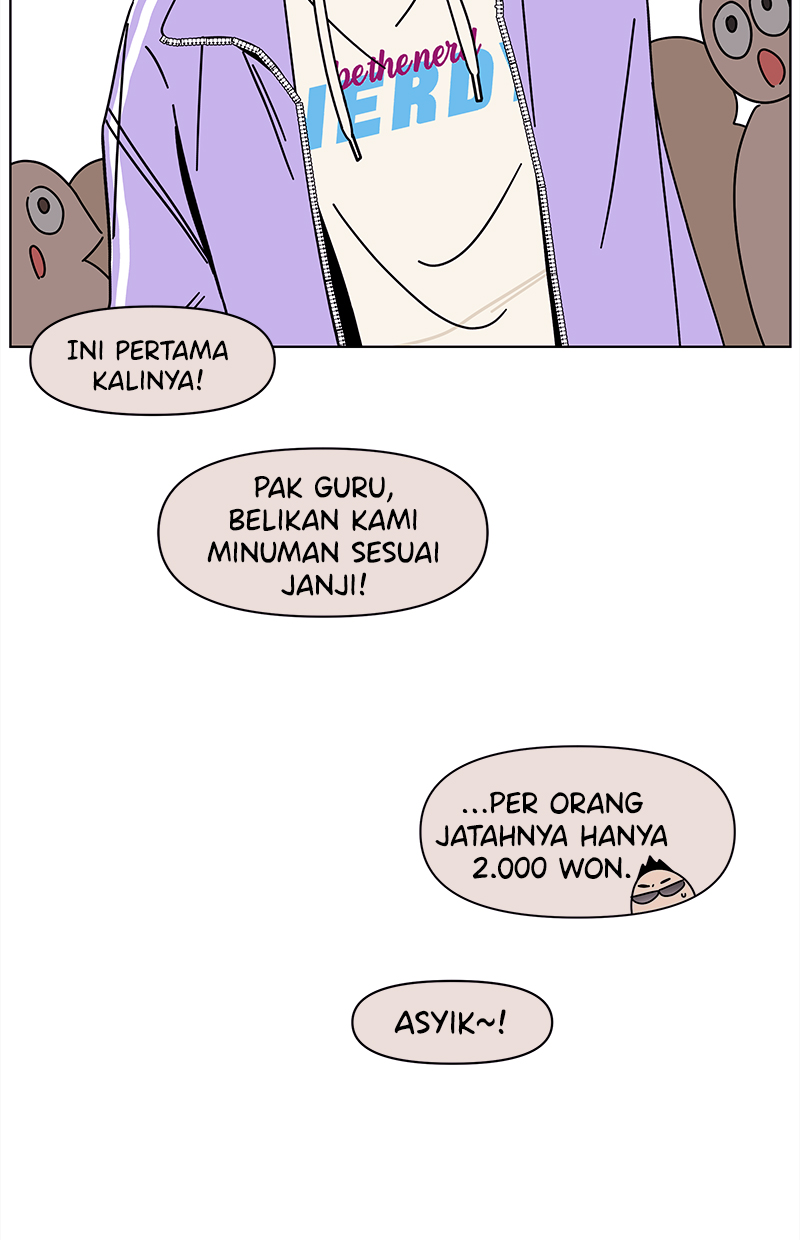 bethenerd
NERDY
INI PERTAMA
KALINYA!
PAK GURU,
BELIKAN KAMI
MINUMAN SESUAI
JANJI!
...PER ORANG
JATAHNYA HANYA
2.000 WON.
ASYIK~!